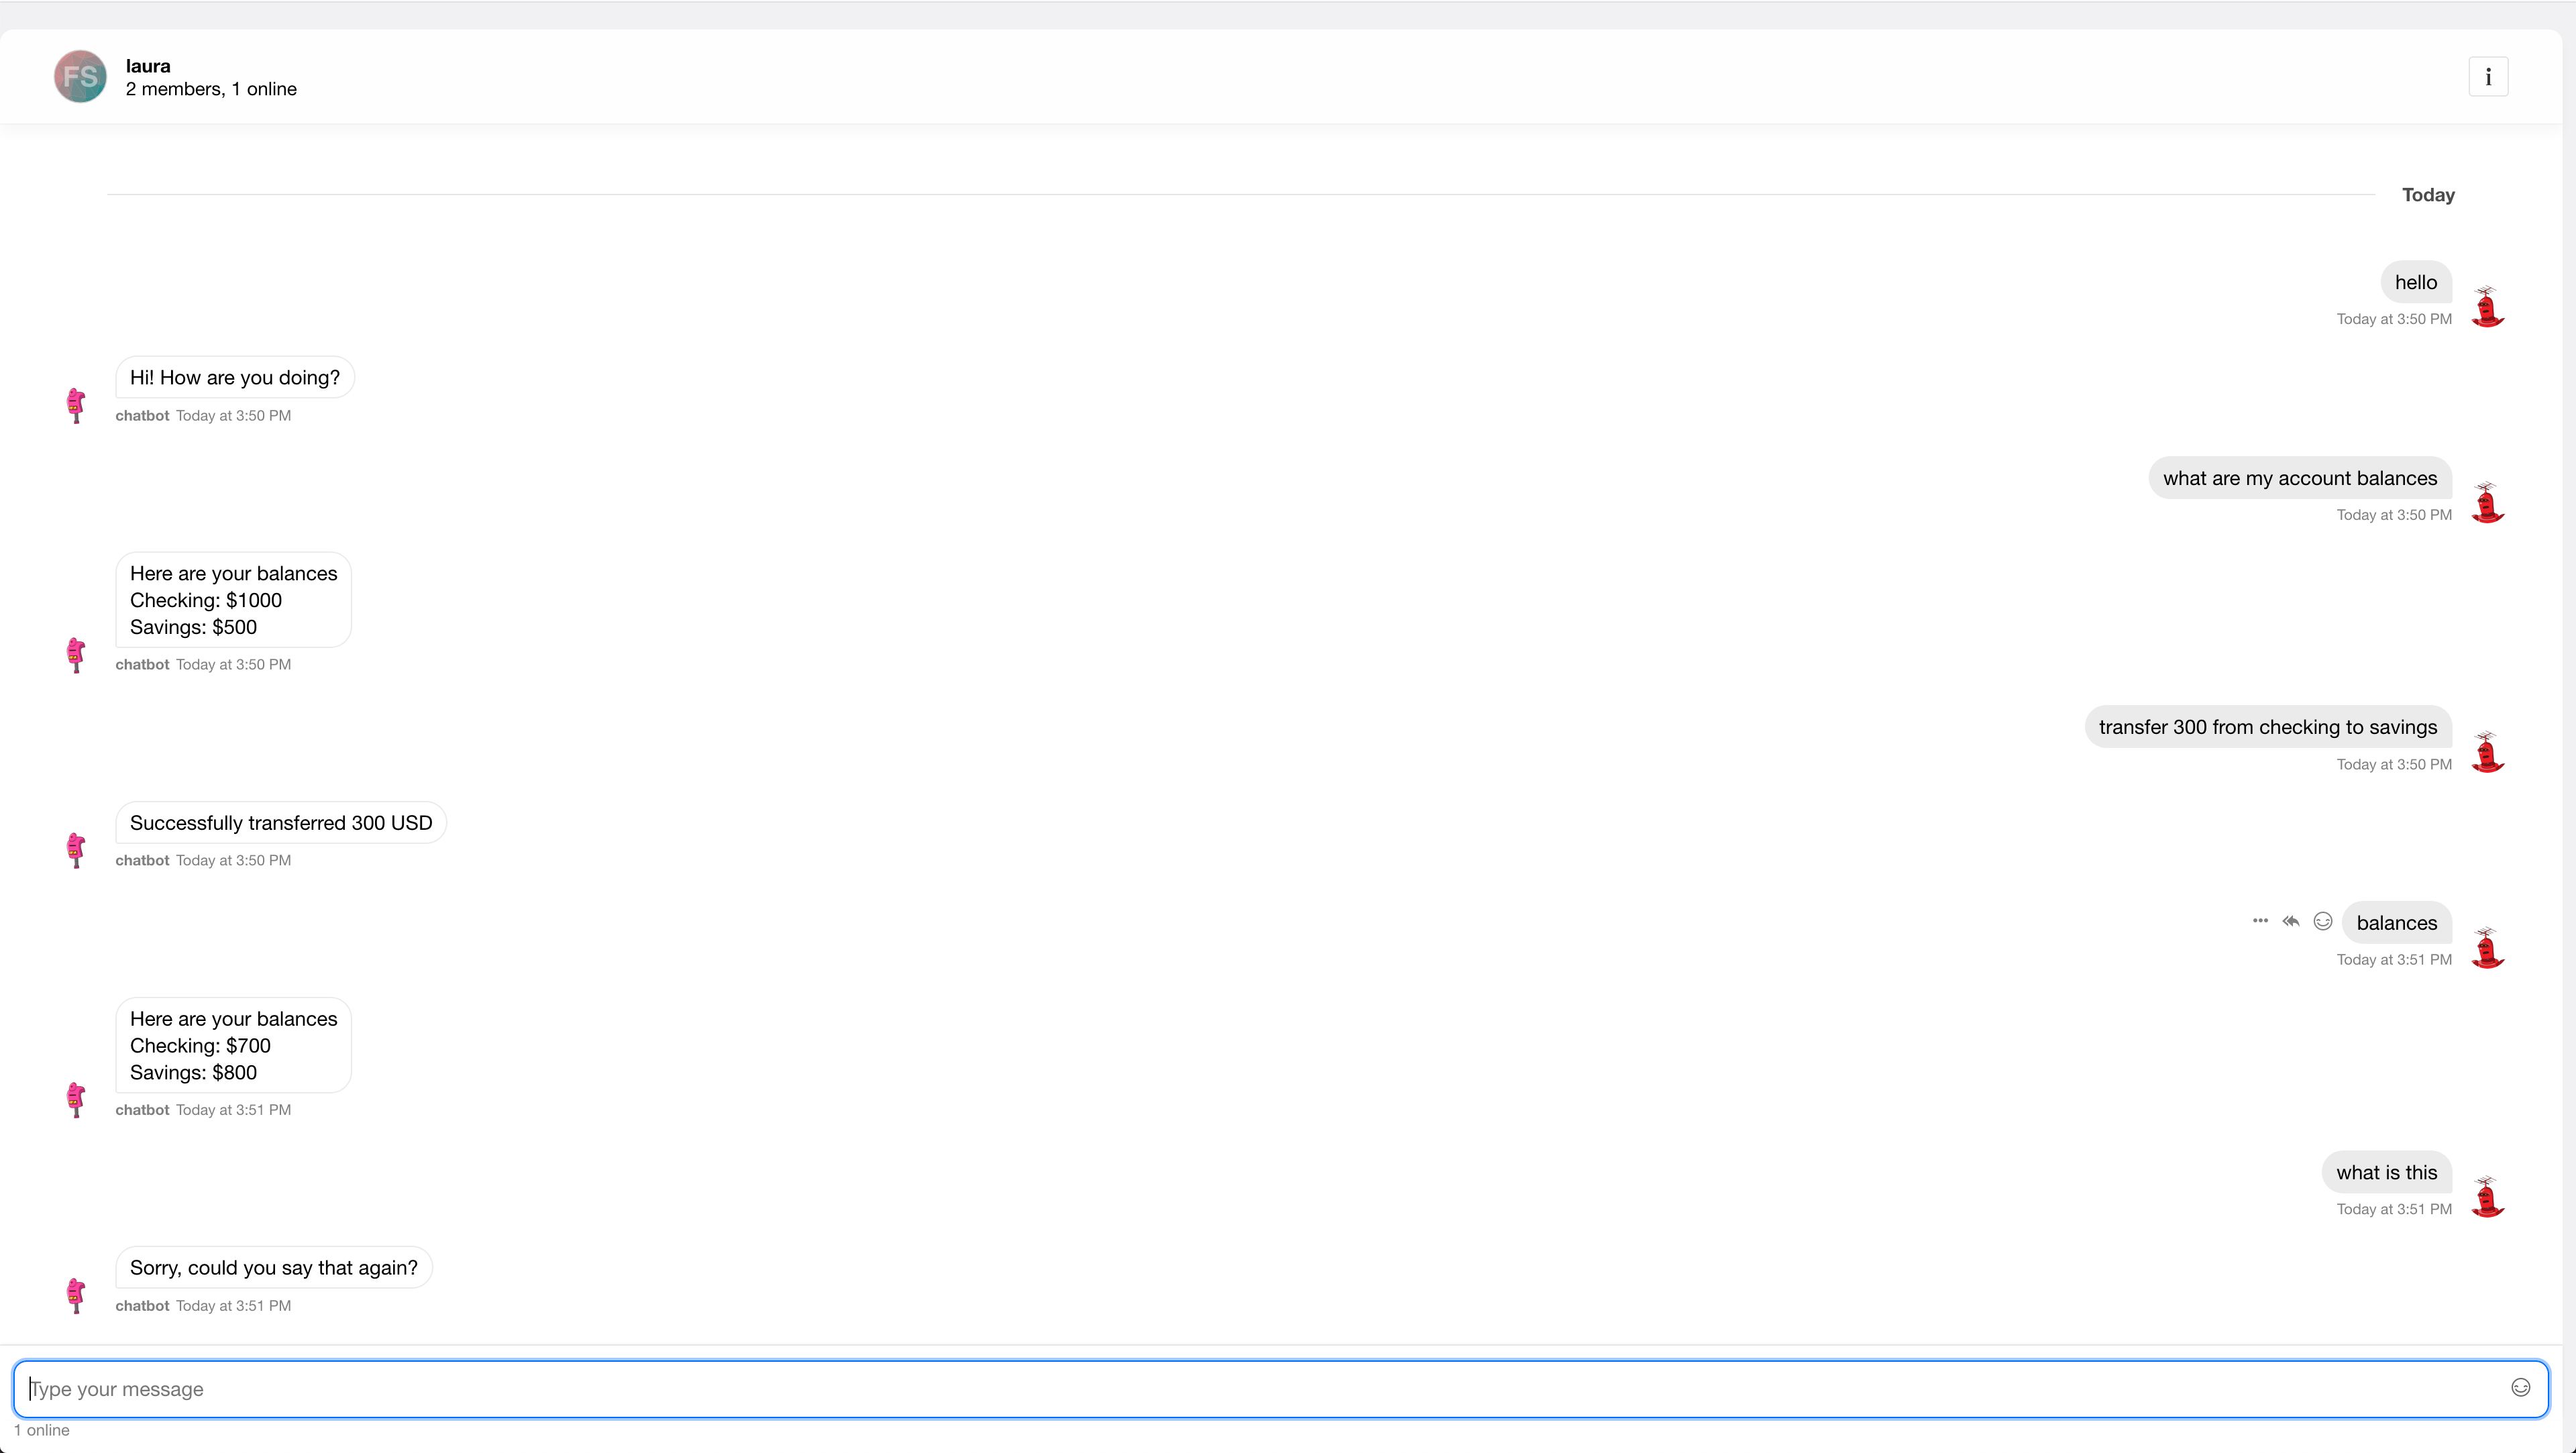 FS
laura
2 members, 1 online
i
Today
hello
Today at 3:50 PM
Hi! How are you doing?
chatbot Today at 3:50 PM
what are my account balances
Today at 3:50 PM
Here are your balances
Checking: $1000
Savings: $500
chatbot Today at 3:50 PM
transfer 300 from checking to savings
Today at 3:50 PM
Successfully transferred 300 USD
chatbot Today at 3:50 PM
balances
Today at 3:51 PM
Here are your balances
Checking: $700
Savings: $800
chatbot Today at 3:51 PM
what is this
Today at 3:51 PM
Sorry, could you say that again?
chatbot Today at 3:51 PM
Type your message
1 online